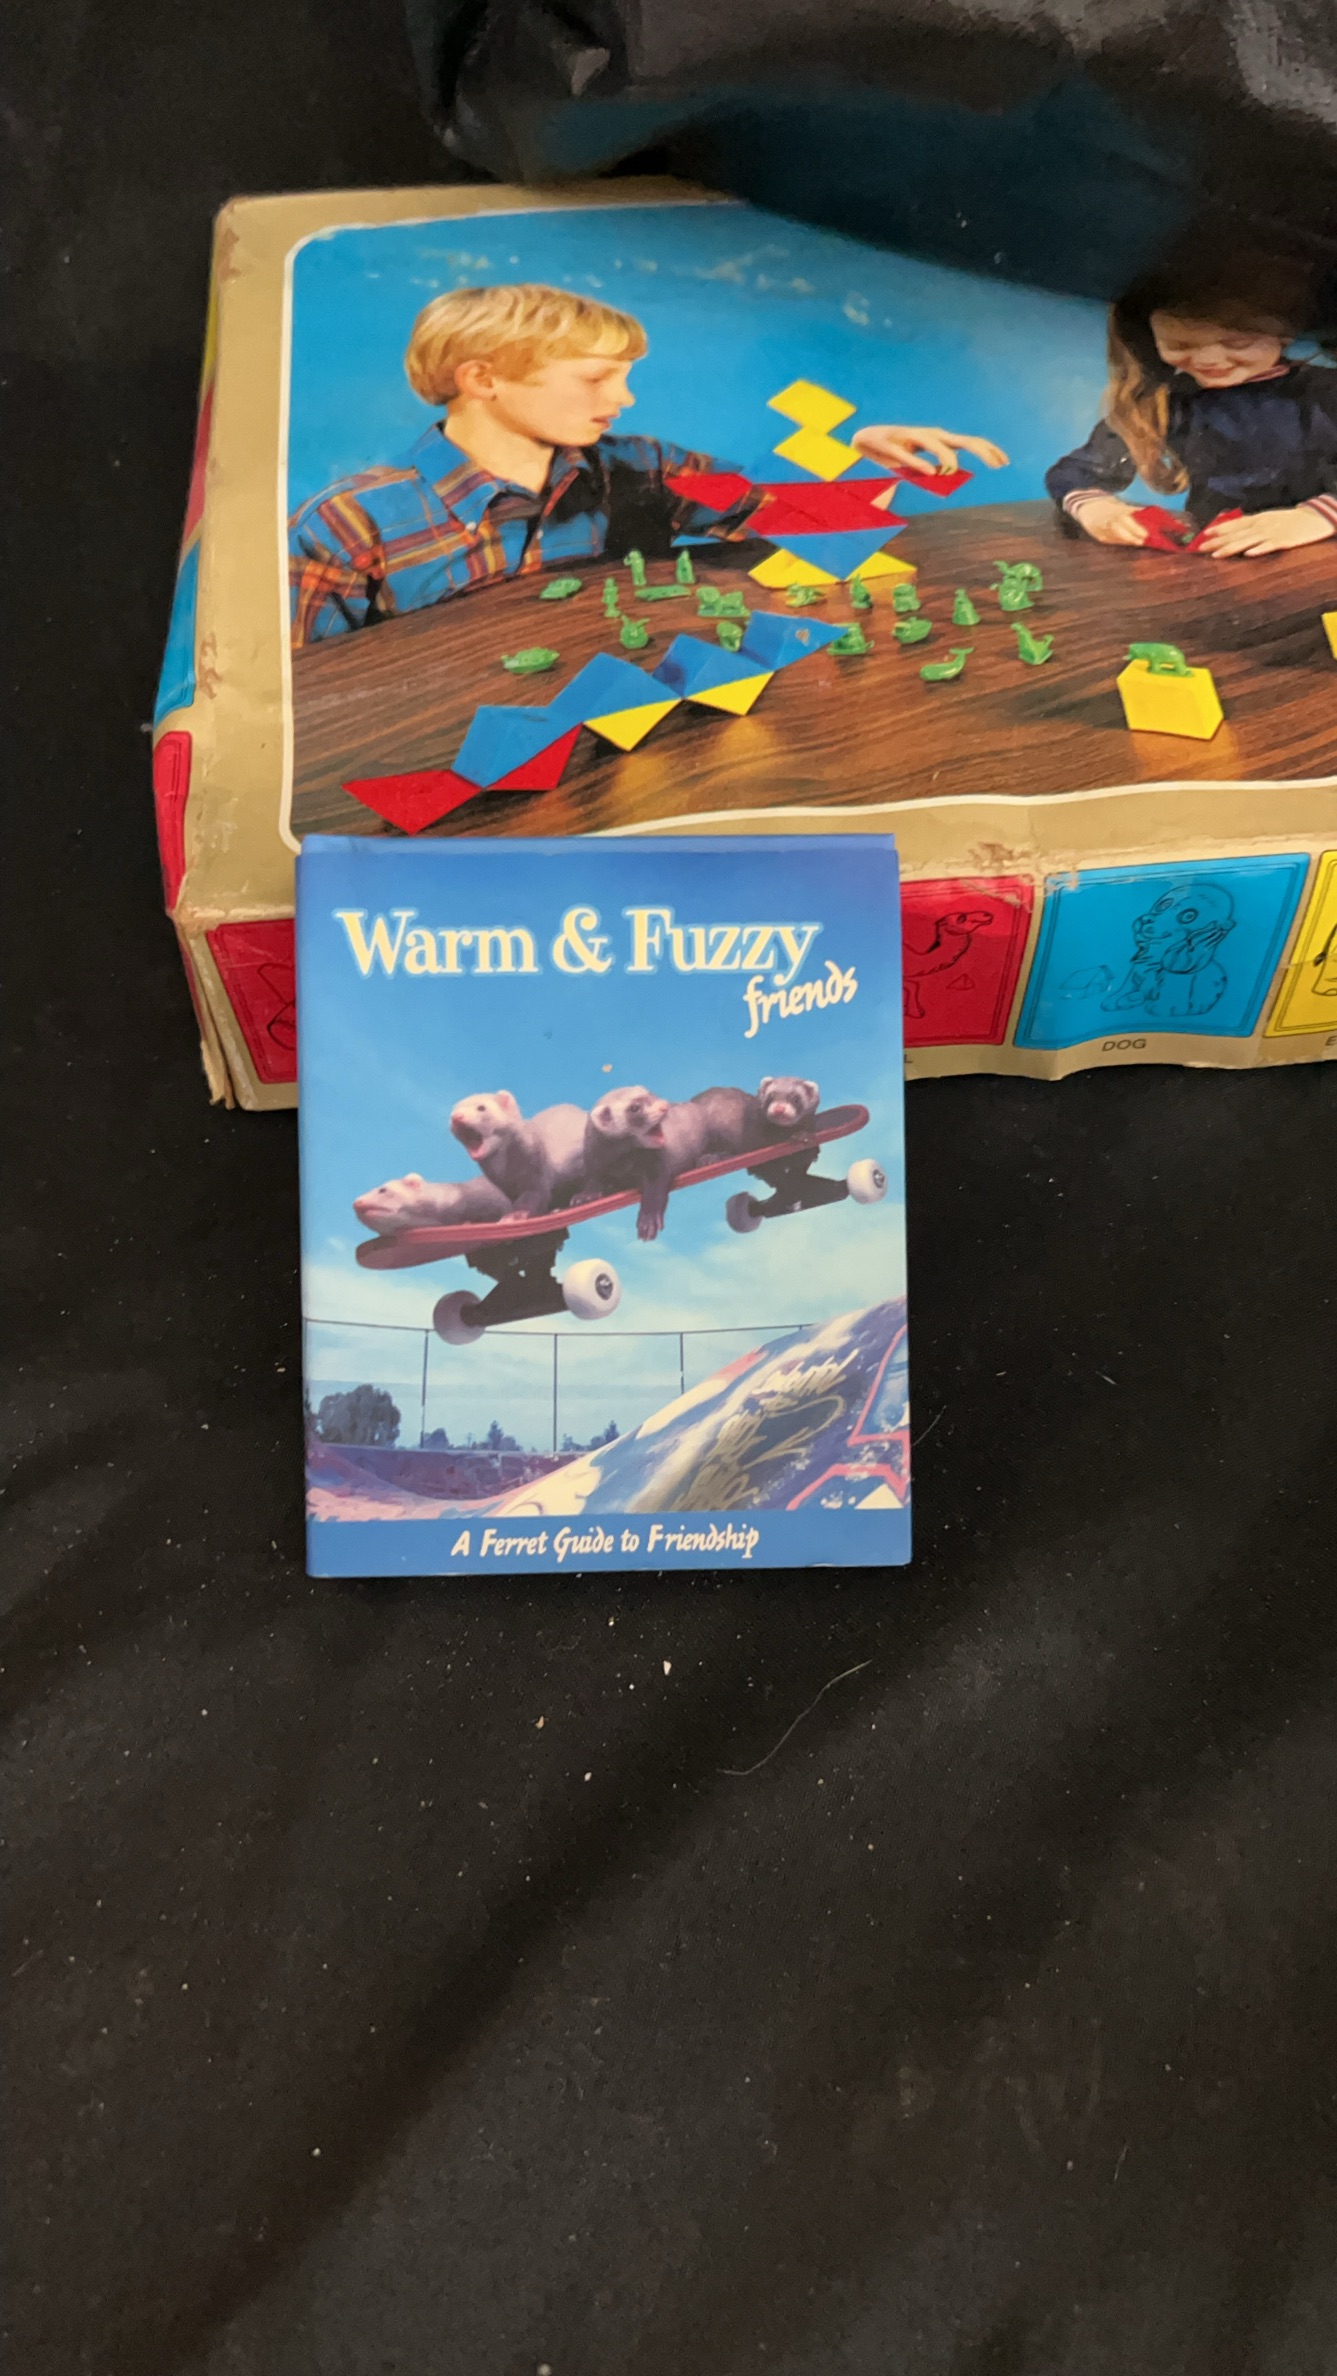 Warm & Fuzzy
friends
DOG
A Ferret Guide to Friendship